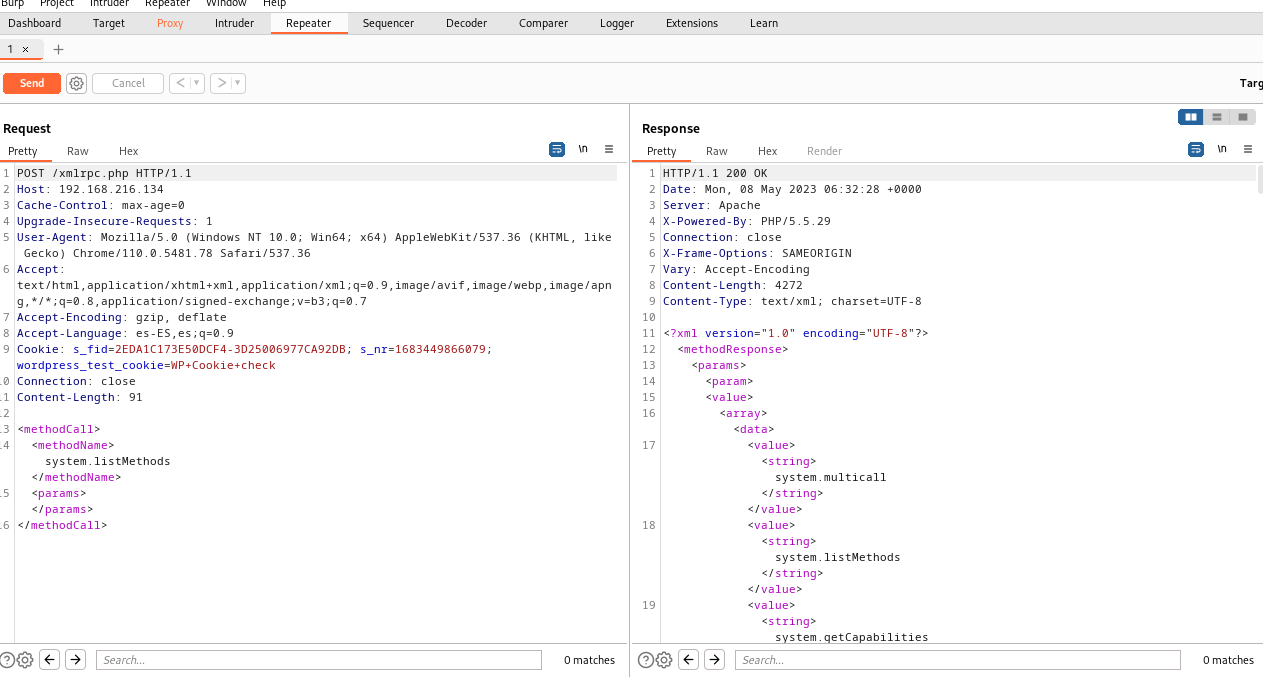 Burp Project Intruder Repeater Window Help
Dashboard Target Proxy Intruder Repeater Sequencer Decoder Comparer Logger Extensions Learn
1 × +
Send Cancel < >
Targ
Request
Pretty Raw Hex \n
1 POST /xmlrpc.php HTTP/1.1
2 Host: 192.168.216.134
3 Cache-Control: max-age=0
4 Upgrade-Insecure-Requests: 1
5 User-Agent: Mozilla/5.0 (Windows NT 10.0; Win64; x64) AppleWebKit/537.36 (KHTML, like
Gecko) Chrome/110.0.5481.78 Safari/537.36
6 Accept:
text/html,application/xhtml+xml,application/xml;q=0.9,image/avif,image/webp,image/apn
g,*/*;q=0.8,application/signed-exchange;v=b3;q=0.7
7 Accept-Encoding: gzip, deflate
8 Accept-Language: es-ES,es;q=0.9
9 Cookie: s_fid=2EDA1C173E50DCF4-3D25006977CA92DB; s_nr=1683449866079;
wordpress_test_cookie=WP+Cookie+check
10 Connection: close
11 Content-Length: 91
12
13 <methodCall>
14 <methodName>
system.listMethods
</methodName>
15 <params>
</params>
16 </methodCall>
Search...
0 matches
Response
Pretty Raw Hex Render \n
1 HTTP/1.1 200 OK
2 Date: Mon, 08 May 2023 06:32:28 +0000
3 Server: Apache
4 X-Powered-By: PHP/5.5.29
5 Connection: close
6 X-Frame-Options: SAMEORIGIN
7 Vary: Accept-Encoding
8 Content-Length: 4272
9 Content-Type: text/xml; charset=UTF-8
10
11 <?xml version="1.0" encoding="UTF-8"?>
12 <methodResponse>
13 <params>
14 <param>
15 <value>
16 <array>
<data>
17 <value>
<string>
system.multicall
</string>
</value>
18 <value>
<string>
system.listMethods
</string>
</value>
19 <value>
<string>
system.getCapabilities
Search...
0 matches